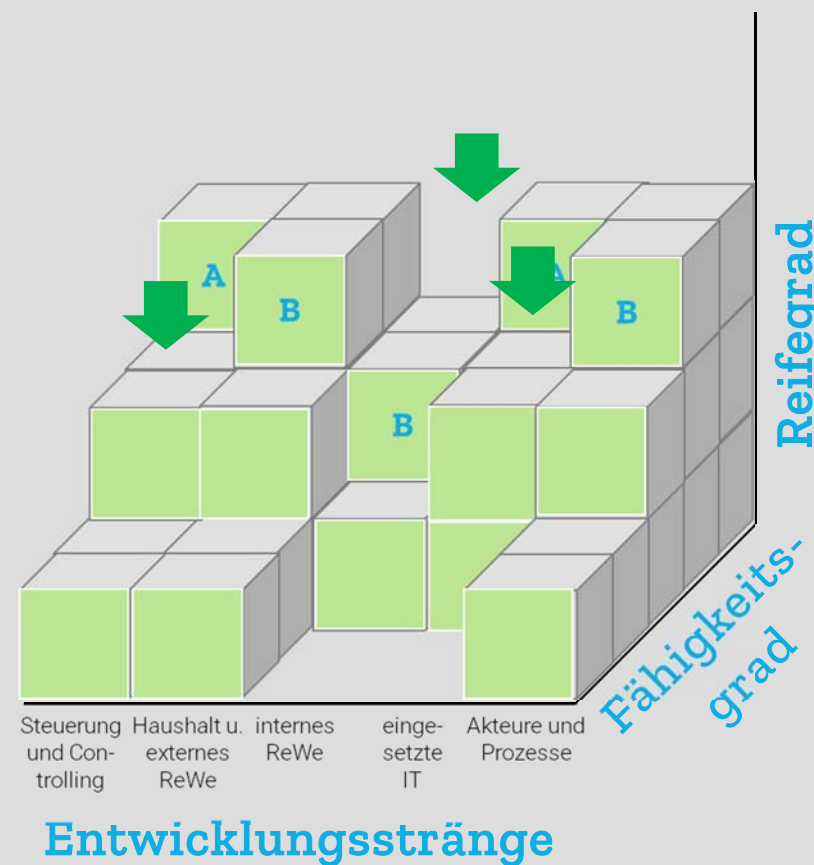 A
B
A
B
B
Reifegrad
Fähigkeits-
grad
Steuerung
und Con-
trolling
Haushalt u.
externes
ReWe
internes
ReWe
einge-
setzte
IT
Akteure und
Prozesse
Entwicklungsstränge